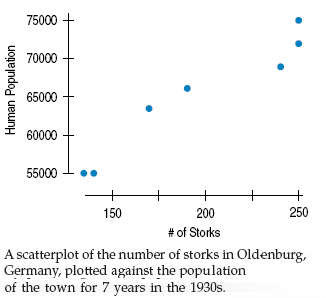 75000
70000
65000
60000
55000
Human Population
150
200
250
# of Storks
A scatterplot of the number of storks in Oldenburg,
Germany, plotted against the population
of the town for 7 years in the 1930s.